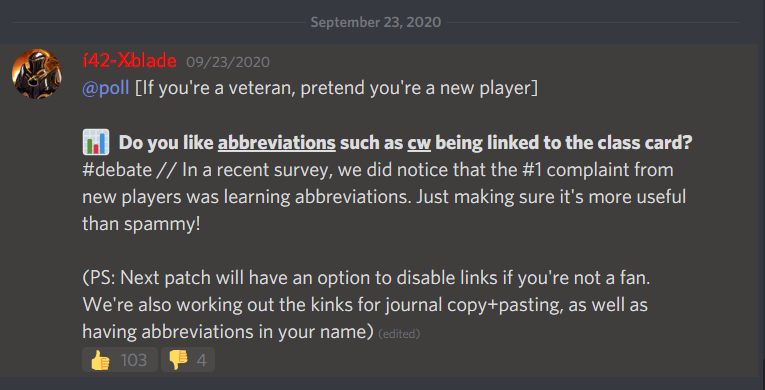 September 23, 2020
í42-Xblade 09/23/2020
@poll [If you're a veteran, pretend you're a new player]
Do you like abbreviations such as cw being linked to the class card?
#debate // In a recent survey, we did notice that the #1 complaint from
new players was learning abbreviations. Just making sure it's more useful
than spammy!
(PS: Next patch will have an option to disable links if you're not a fan.
We're also working out the kinks for journal copy+pasting, as well as
having abbreviations in your name) (edited)
103 4